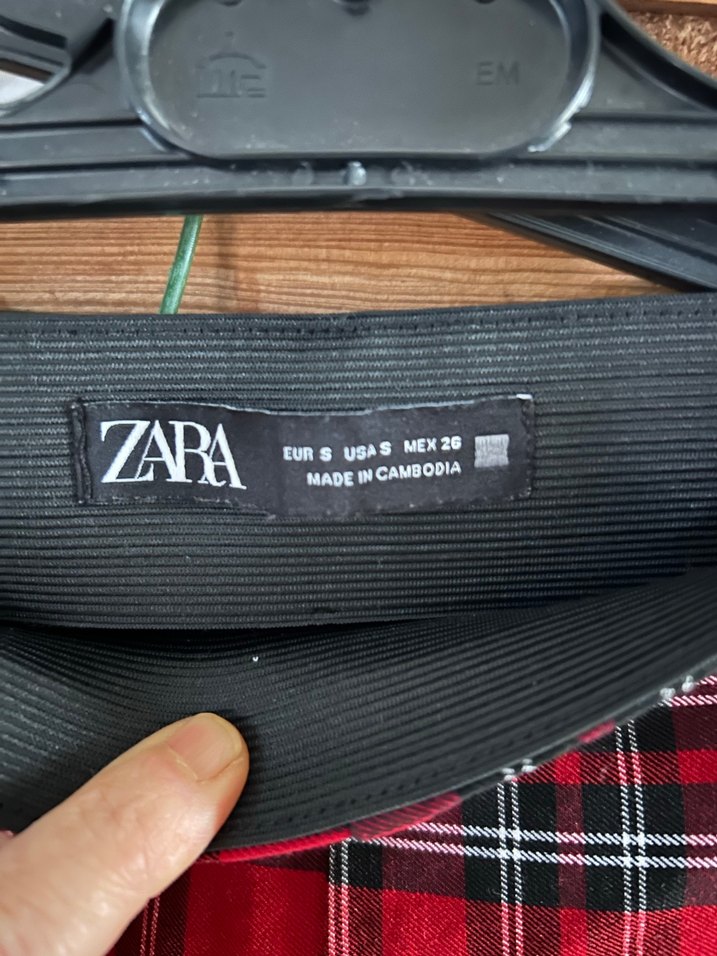 EM
ZARA
EUR S USA S MEX 26
MADE IN CAMBODIA